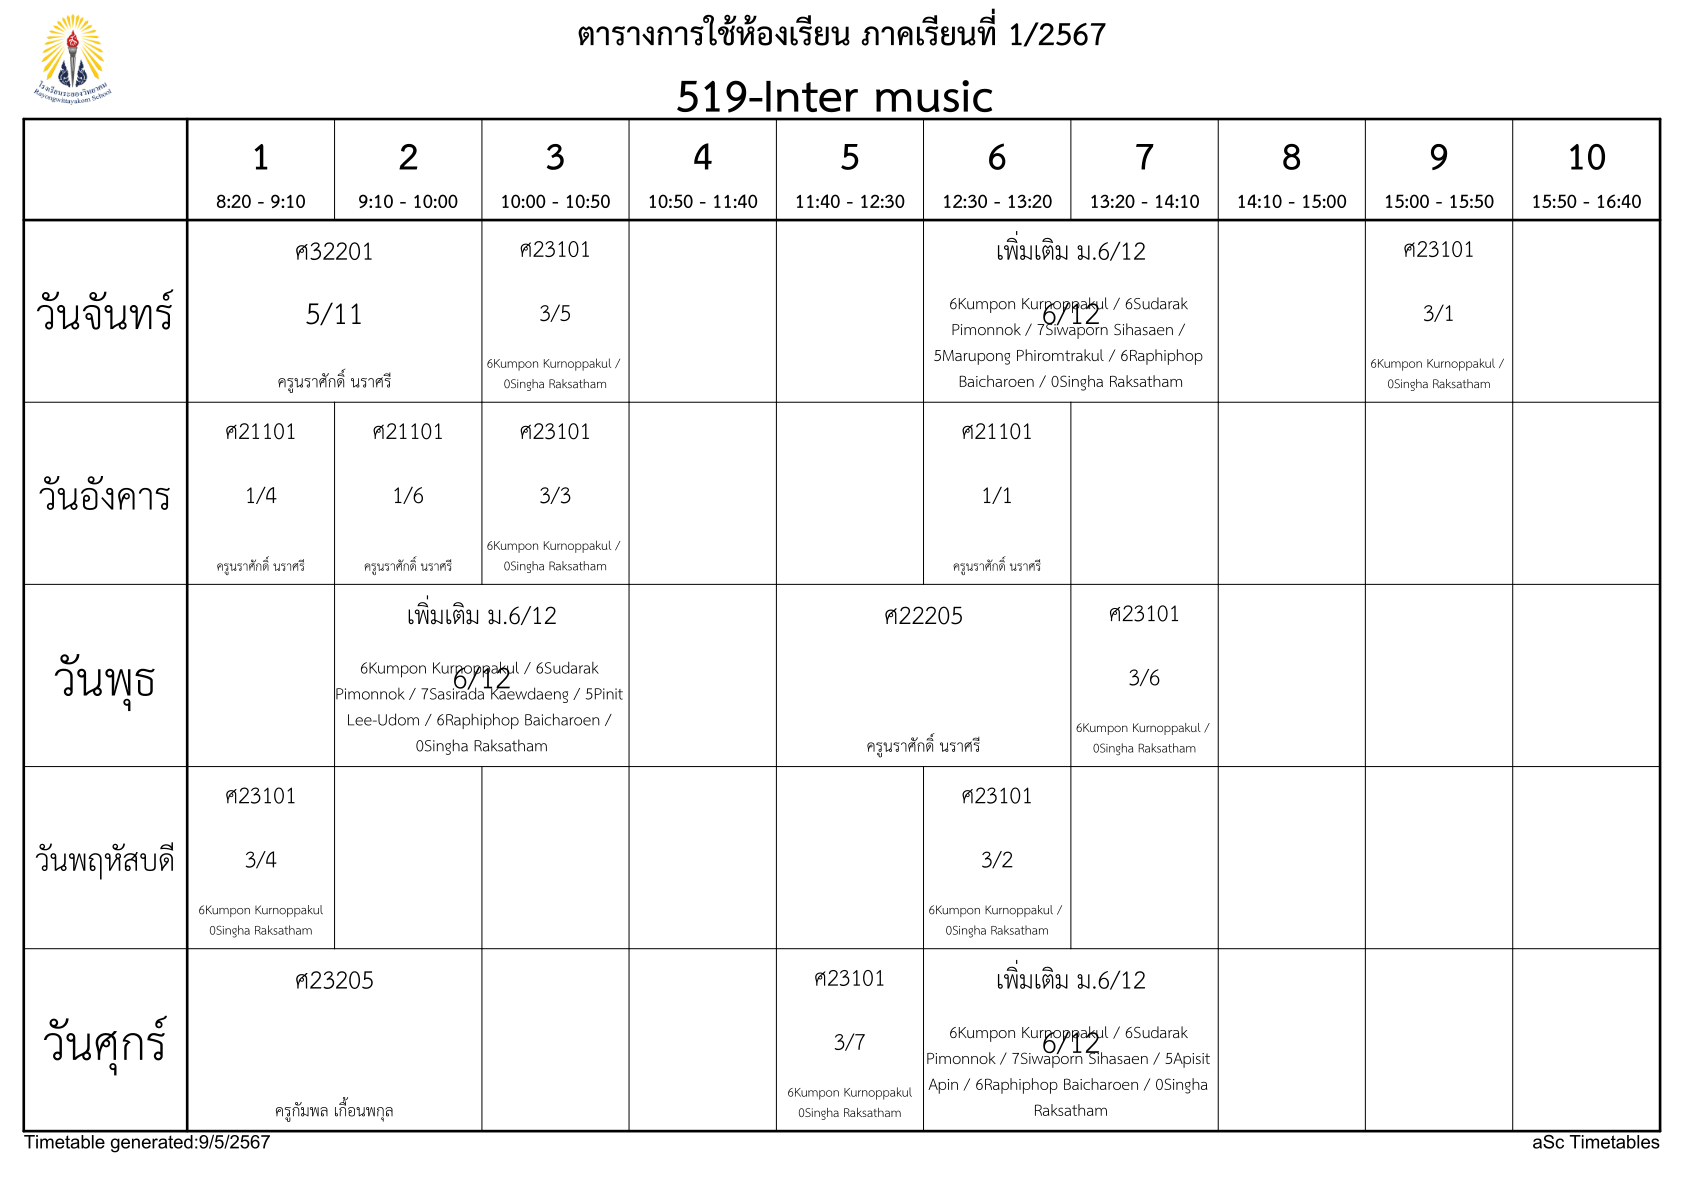 ตารางการใช้ห้องเรียน ภาคเรียนที่ 1/2567
โรงเรียนระยองวิทยาคม
Rayongwittayakom School
519-Inter music
1 2 3 4 5 6 7 8 9 10
8:20 - 9:10 9:10 - 10:00 10:00 - 10:50 10:50 - 11:40 11:40 - 12:30 12:30 - 13:20 13:20 - 14:10 14:10 - 15:00 15:00 - 15:50 15:50 - 16:40
วันจันทร์
ศ32201
5/11
ครูนราศักดิ์ นราศรี
ศ23101
3/5
6Kumpon Kurnoppakul /
0Singha Raksatham
เพิ่มเติม ม.6/12
6/12
6Kumpon Kurnoppakul / 6Sudarak
Pimonnok / 7Siwaporn Sihasaen /
5Marupong Phiromtrakul / 6Raphiphop
Baicharoen / 0Singha Raksatham
ศ23101
3/1
6Kumpon Kurnoppakul /
0Singha Raksatham
วันอังคาร
ศ21101
1/4
ครูนราศักดิ์ นราศรี
ศ21101
1/6
ครูนราศักดิ์ นราศรี
ศ23101
3/3
6Kumpon Kurnoppakul /
0Singha Raksatham
ศ21101
1/1
ครูนราศักดิ์ นราศรี
วันพุธ
เพิ่มเติม ม.6/12
6/12
6Kumpon Kurnoppakul / 6Sudarak
Pimonnok / 7Sasirada Kaewdaeng / 5Pinit
Lee-Udom / 6Raphiphop Baicharoen /
0Singha Raksatham
ศ22205
ครูนราศักดิ์ นราศรี
ศ23101
3/6
6Kumpon Kurnoppakul /
0Singha Raksatham
วันพฤหัสบดี
ศ23101
3/4
6Kumpon Kurnoppakul
0Singha Raksatham
ศ23101
3/2
6Kumpon Kurnoppakul /
0Singha Raksatham
วันศุกร์
ศ23205
ครูกัมพล เกื้อนพกุล
ศ23101
3/7
6Kumpon Kurnoppakul
0Singha Raksatham
เพิ่มเติม ม.6/12
6/12
6Kumpon Kurnoppakul / 6Sudarak
Pimonnok / 7Siwaporn Sihasaen / 5Apisit
Apin / 6Raphiphop Baicharoen / 0Singha
Raksatham
Timetable generated:9/5/2567
aSc Timetables